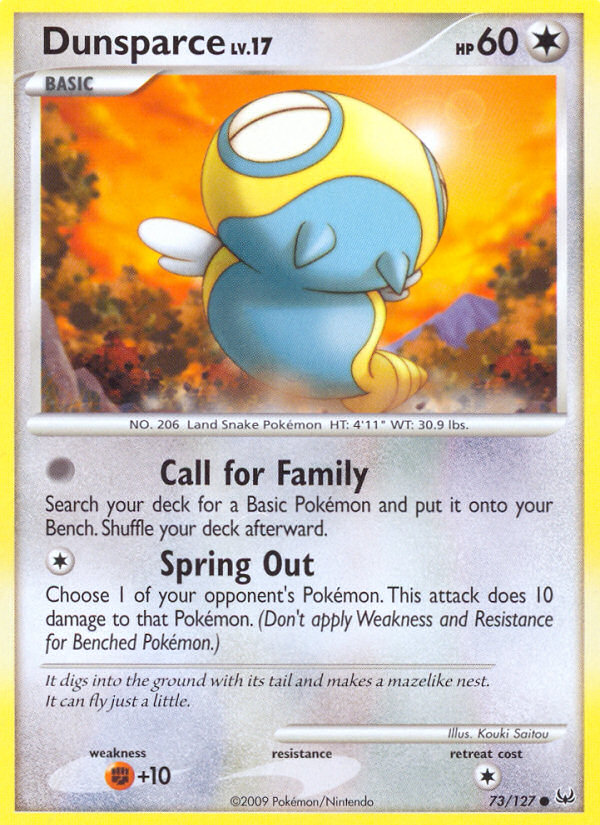 Dunsparce LV.17
HP 60
BASIC
NO. 206 Land Snake Pokémon HT: 4'11" WT: 30.9 lbs.
Call for Family
Search your deck for a Basic Pokémon and put it onto your
Bench. Shuffle your deck afterward.
Spring Out
Choose 1 of your opponent's Pokémon. This attack does 10
damage to that Pokémon. (Don't apply Weakness and Resistance
for Benched Pokémon.)
It digs into the ground with its tail and makes a mazelike nest.
It can fly just a little.
Illus. Kouki Saitou
weakness resistance retreat cost
+10
©2009 Pokémon/Nintendo
73/127